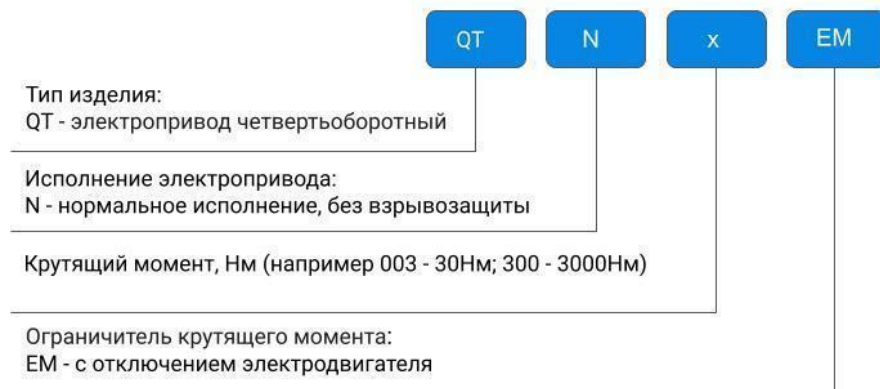 QT N x EM
Тип изделия:
QT - электропривод четвертьоборотный
Исполнение электропривода:
N - нормальное исполнение, без взрывозащиты
Крутящий момент, Нм (например 003 - 30Нм; 300 - 3000Нм)
Ограничитель крутящего момента:
EM - с отключением электродвигателя